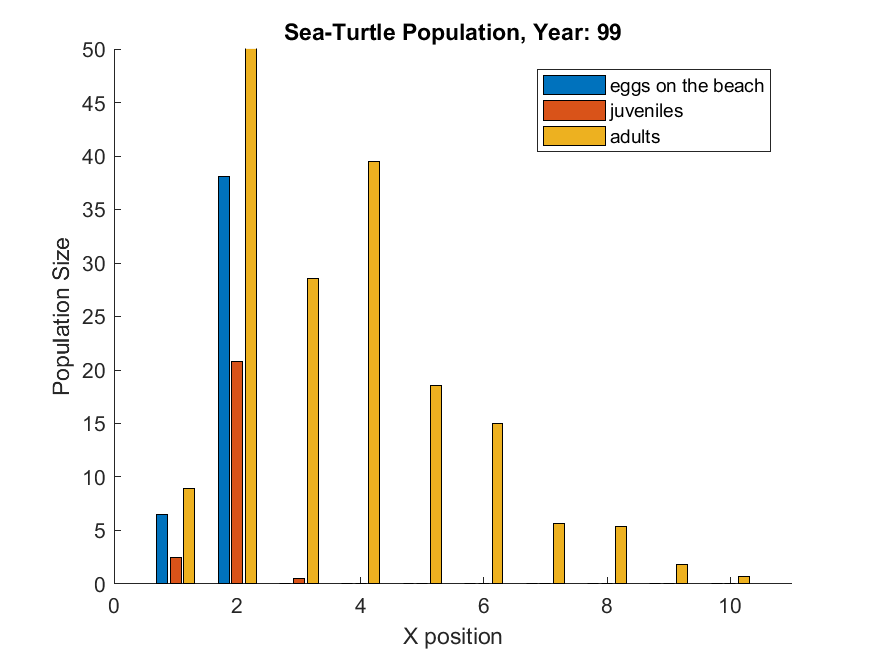 Sea-Turtle Population, Year: 99
eggs on the beach
juveniles
adults
Population Size
50
45
40
35
30
25
20
15
10
5
0
0 2 4 6 8 10
X position